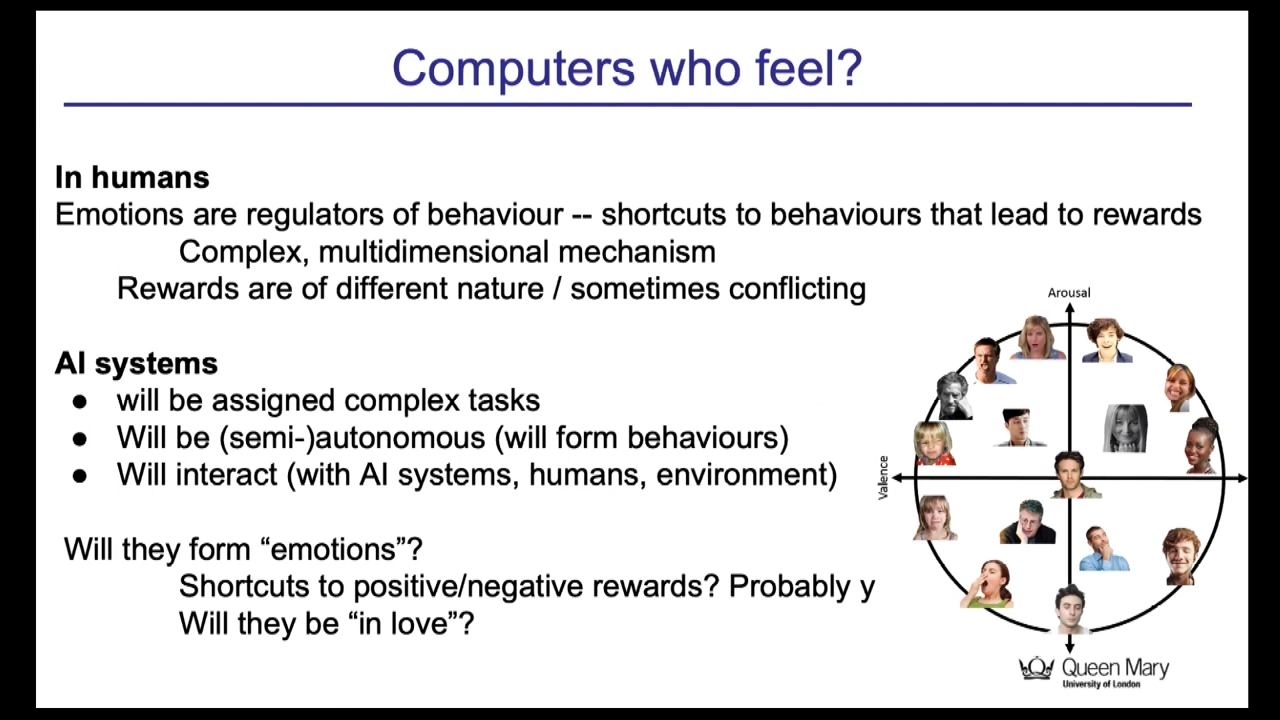 Computers who feel?
In humans
Emotions are regulators of behaviour -- shortcuts to behaviours that lead to rewards
Complex, multidimensional mechanism
Rewards are of different nature / sometimes conflicting
AI systems
● will be assigned complex tasks
● Will be (semi-)autonomous (will form behaviours)
● Will interact (with AI systems, humans, environment)
Will they form “emotions”?
Shortcuts to positive/negative rewards? Probably y
Will they be “in love”?
Arousal
Valence
Queen Mary
University of London